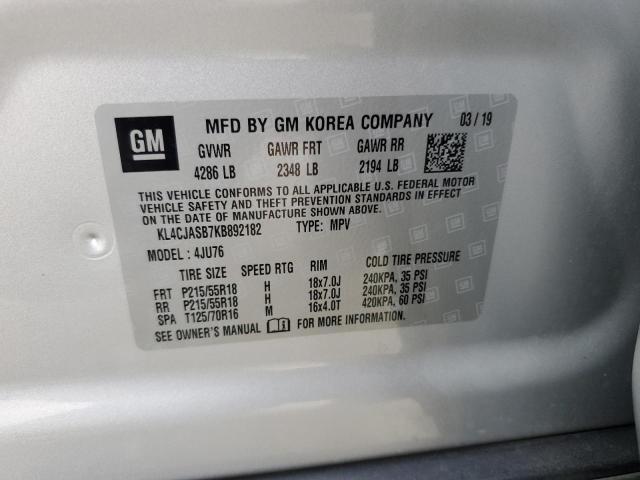 GM
MFD BY GM KOREA COMPANY 03 / 19
GVWR GAWR FRT GAWR RR
4286 LB 2348 LB 2194 LB
THIS VEHICLE CONFORMS TO ALL APPLICABLE U.S. FEDERAL MOTOR
VEHICLE SAFETY AND THEFT PREVENTION STANDARDS IN EFFECT
ON THE DATE OF MANUFACTURE SHOWN ABOVE.
KL4CJASB7KB892182 TYPE: MPV
MODEL : 4JU76
TIRE SIZE SPEED RTG RIM COLD TIRE PRESSURE
FRT P215/55R18 H 18x7.0J 240KPA, 35 PSI
RR P215/55R18 H 18x7.0J 240KPA, 35 PSI
SPA T125/70R16 M 16x4.0T 420KPA, 60 PSI
SEE OWNER'S MANUAL FOR MORE INFORMATION.